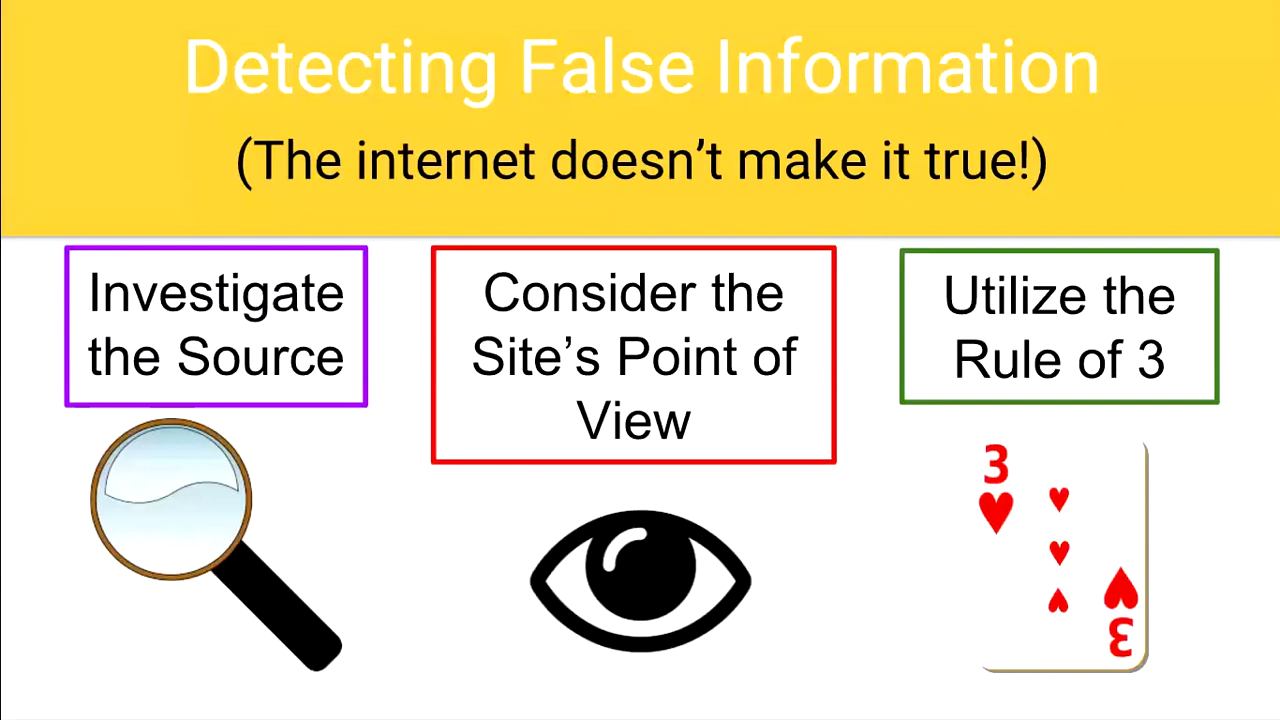 Detecting False Information
(The internet doesn’t make it true!)
Investigate
the Source
Consider the
Site’s Point of
View
Utilize the
Rule of 3
3
3